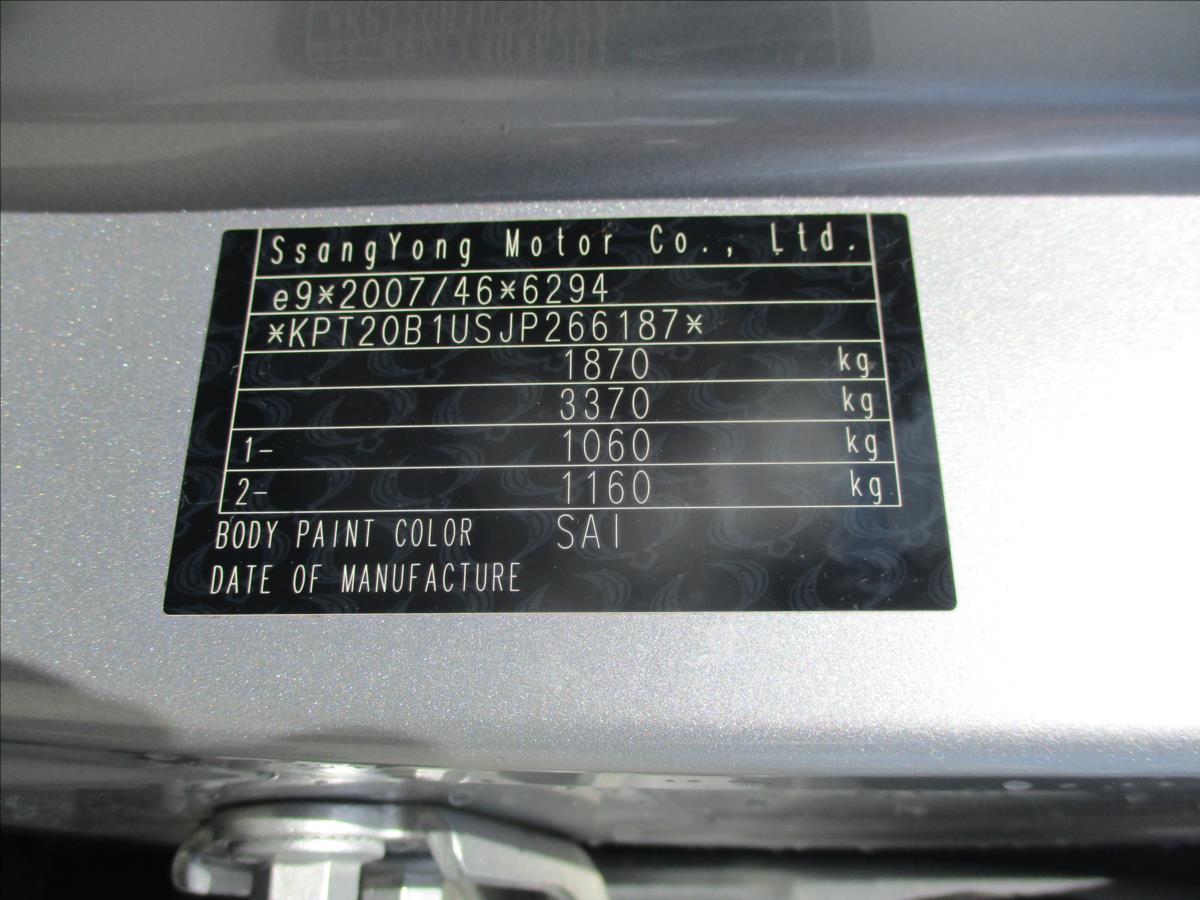 SsangYong Motor Co., Ltd.
e9*2007/46*6294
*KPT20B1USJP266187*
1870 kg
3370 kg
1- 1060 kg
2- 1160 kg
BODY PAINT COLOR SAI
DATE OF MANUFACTURE